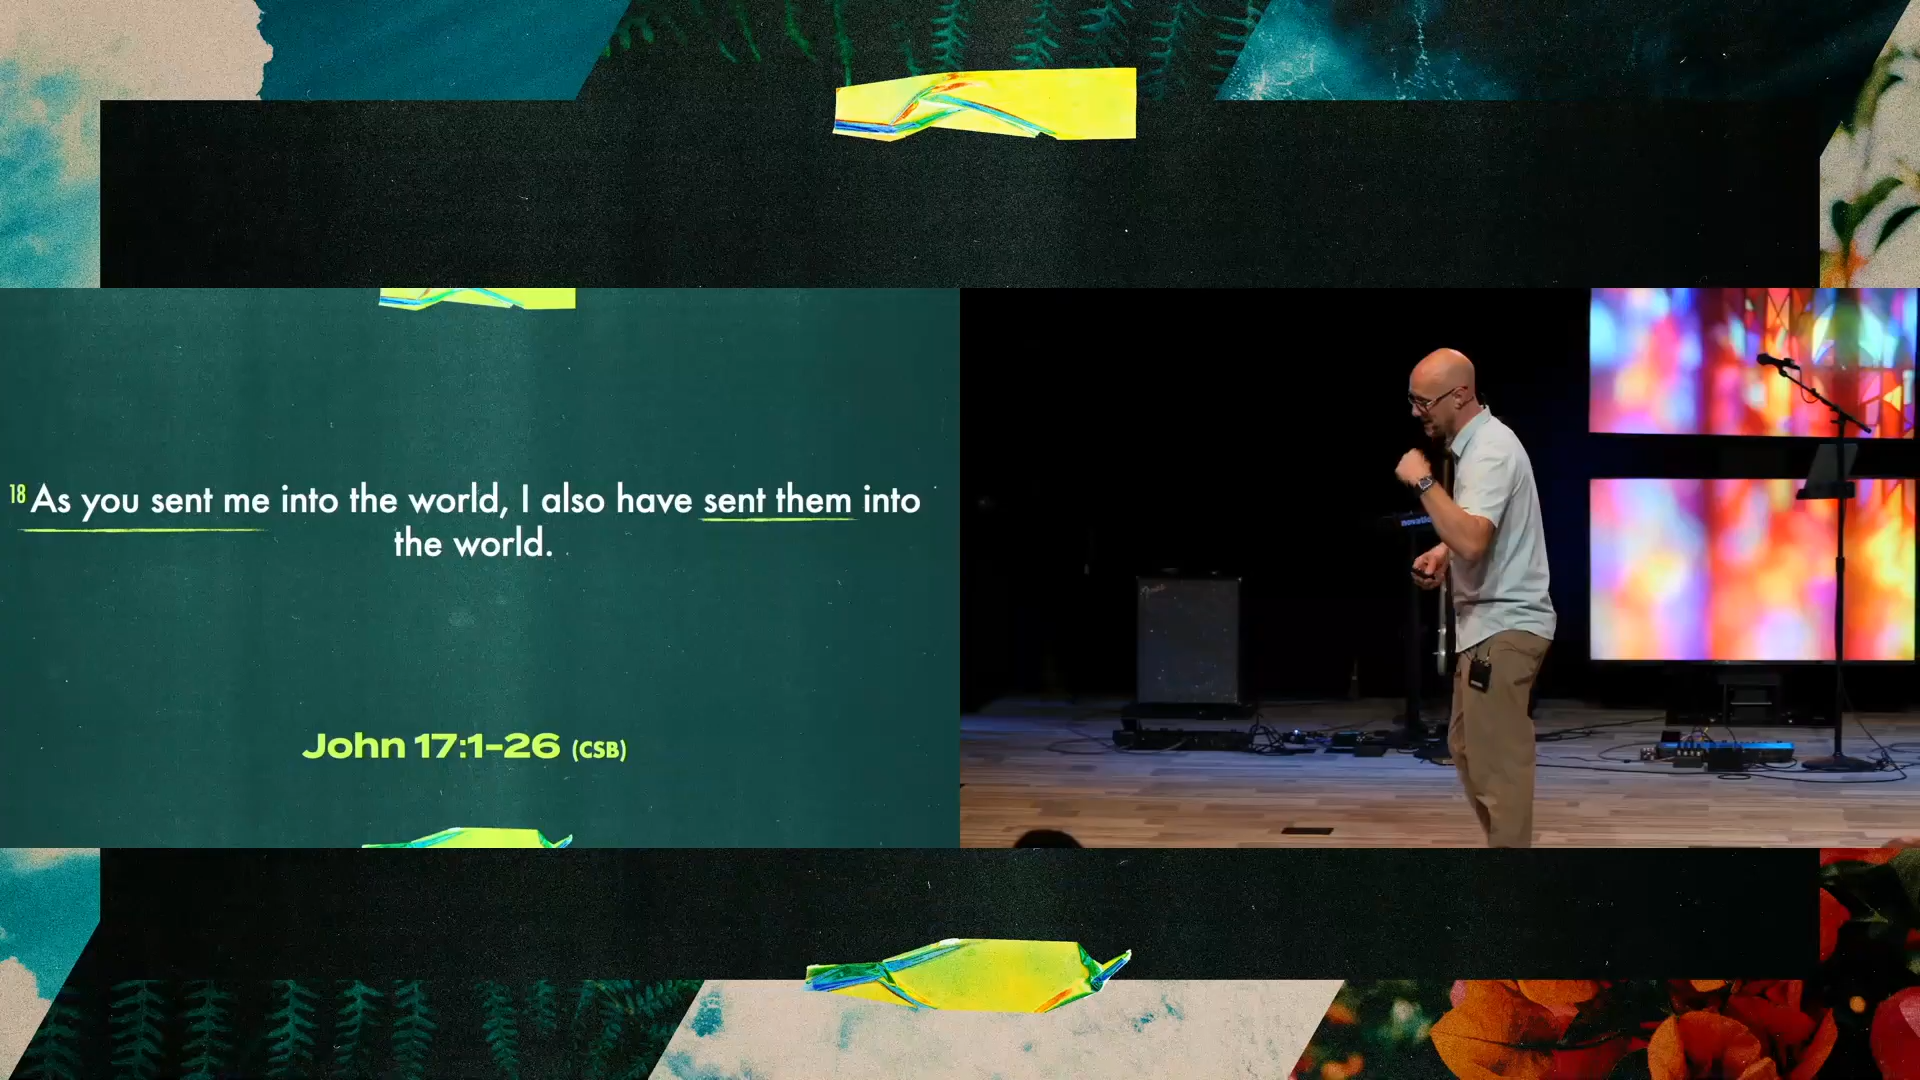 18 As you sent me into the world, I also have sent them into
the world.
John 17:1-26 (CSB)
Fender